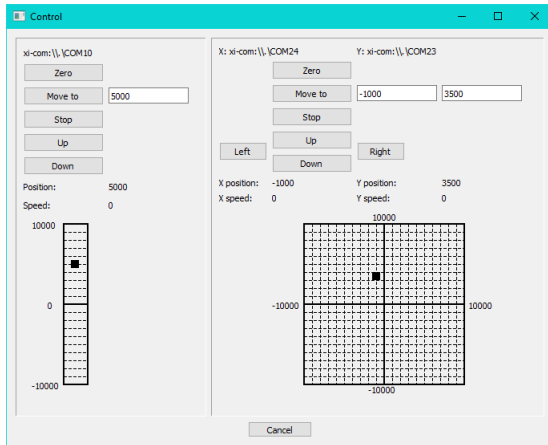 Control
xi-com:\\.\COM10
Zero
Move to 5000
Stop
Up
Down
Position: 5000
Speed: 0
10000
0
-10000
X: xi-com:\\.\COM24 Y: xi-com:\\.\COM23
Zero
Move to -1000 3500
Stop
Up
Left Right
Down
X position: -1000 Y position: 3500
X speed: 0 Y speed: 0
10000
-10000 10000
-10000
Cancel